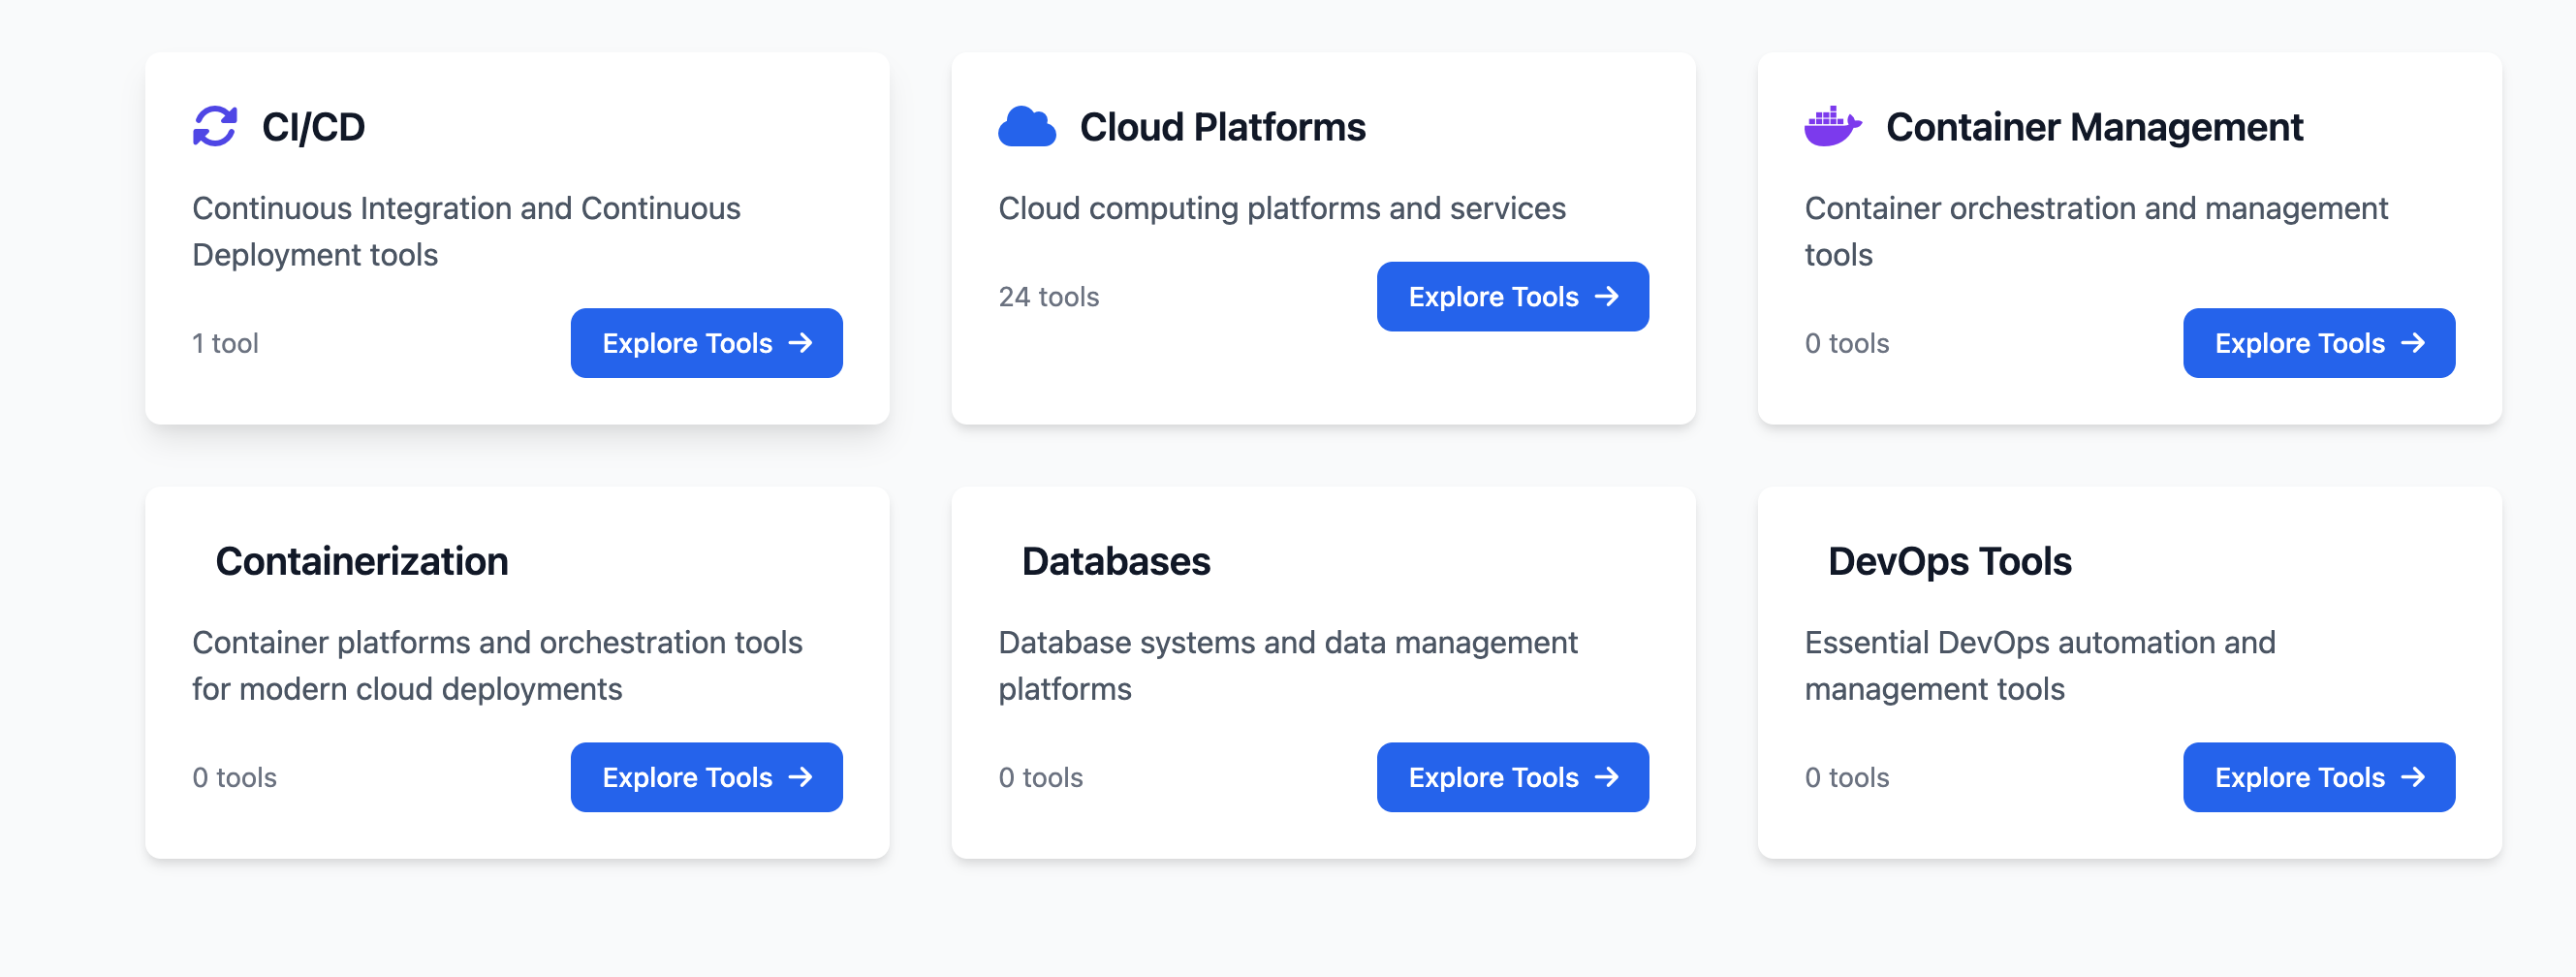 CI/CD
Continuous Integration and Continuous
Deployment tools
1 tool
Explore Tools →
Cloud Platforms
Cloud computing platforms and services
24 tools
Explore Tools →
Container Management
Container orchestration and management
tools
0 tools
Explore Tools →
Containerization
Container platforms and orchestration tools
for modern cloud deployments
0 tools
Explore Tools →
Databases
Database systems and data management
platforms
0 tools
Explore Tools →
DevOps Tools
Essential DevOps automation and
management tools
0 tools
Explore Tools →